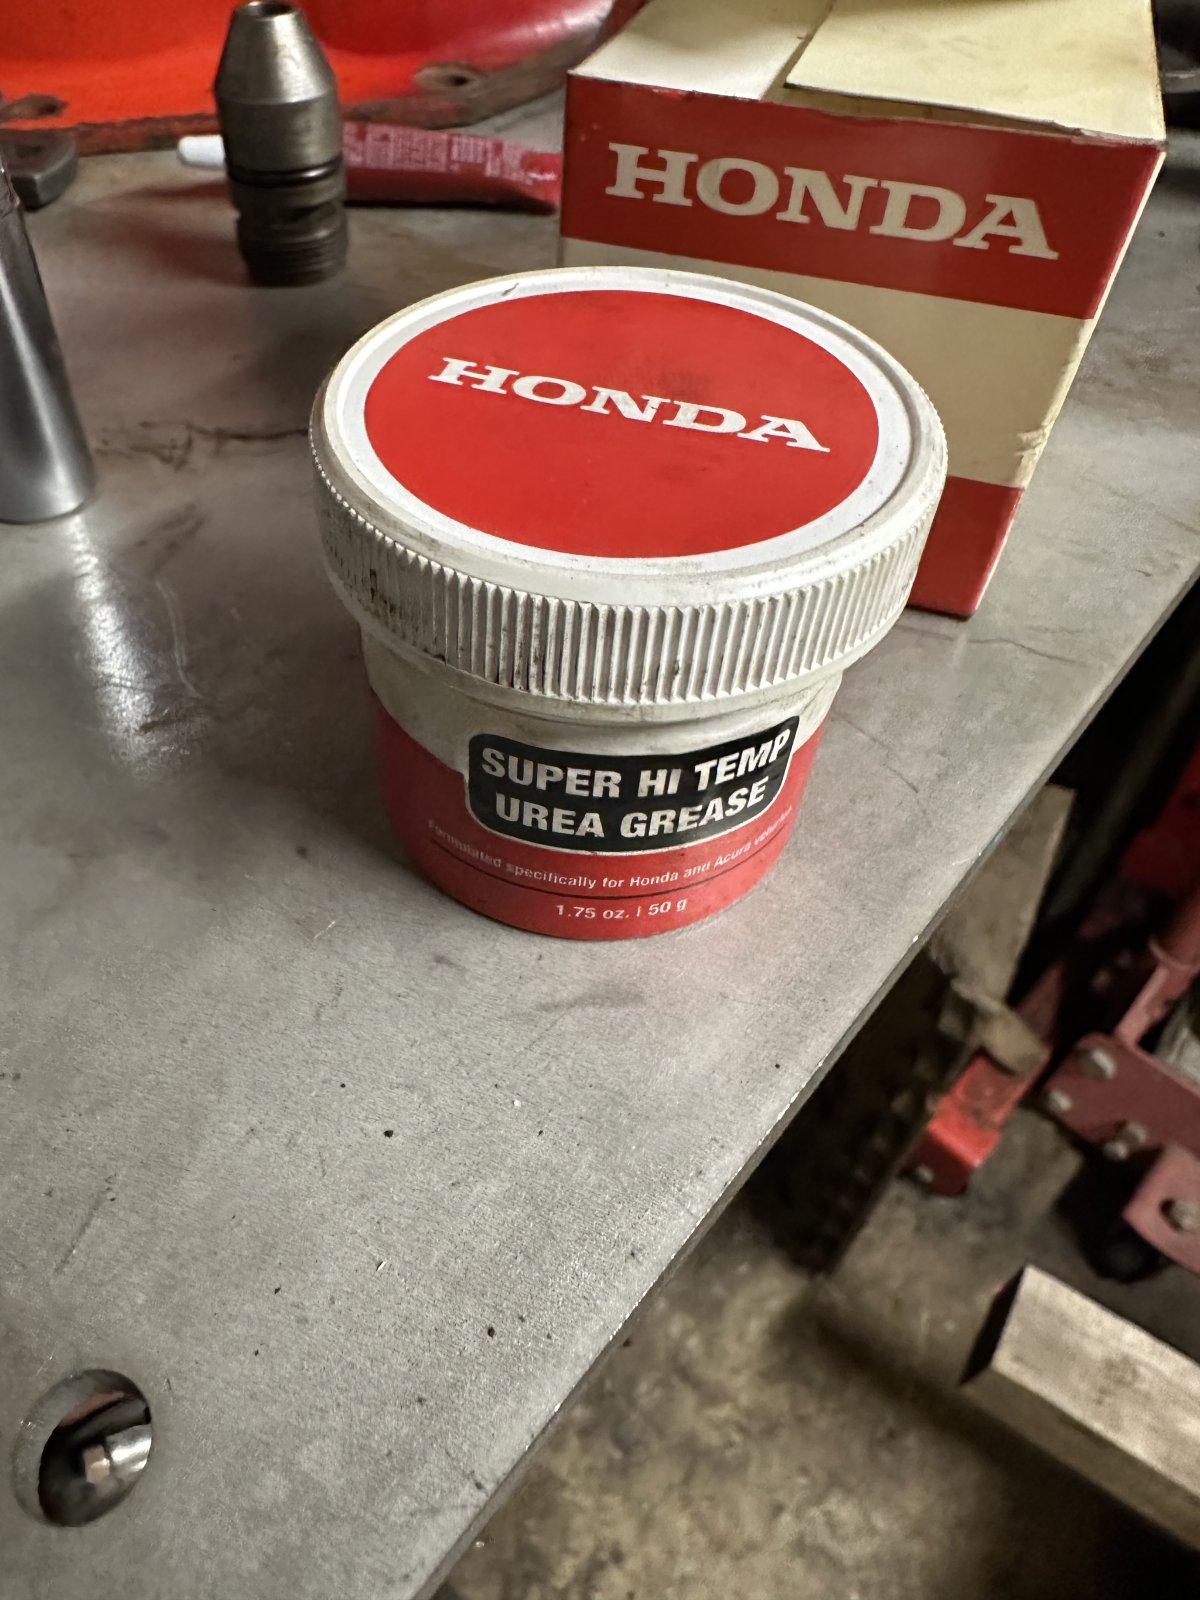 HONDA
HONDA
SUPER HI TEMP
UREA GREASE
Formulated specifically for Honda and Acura vehicles
1.75 oz. | 50 g